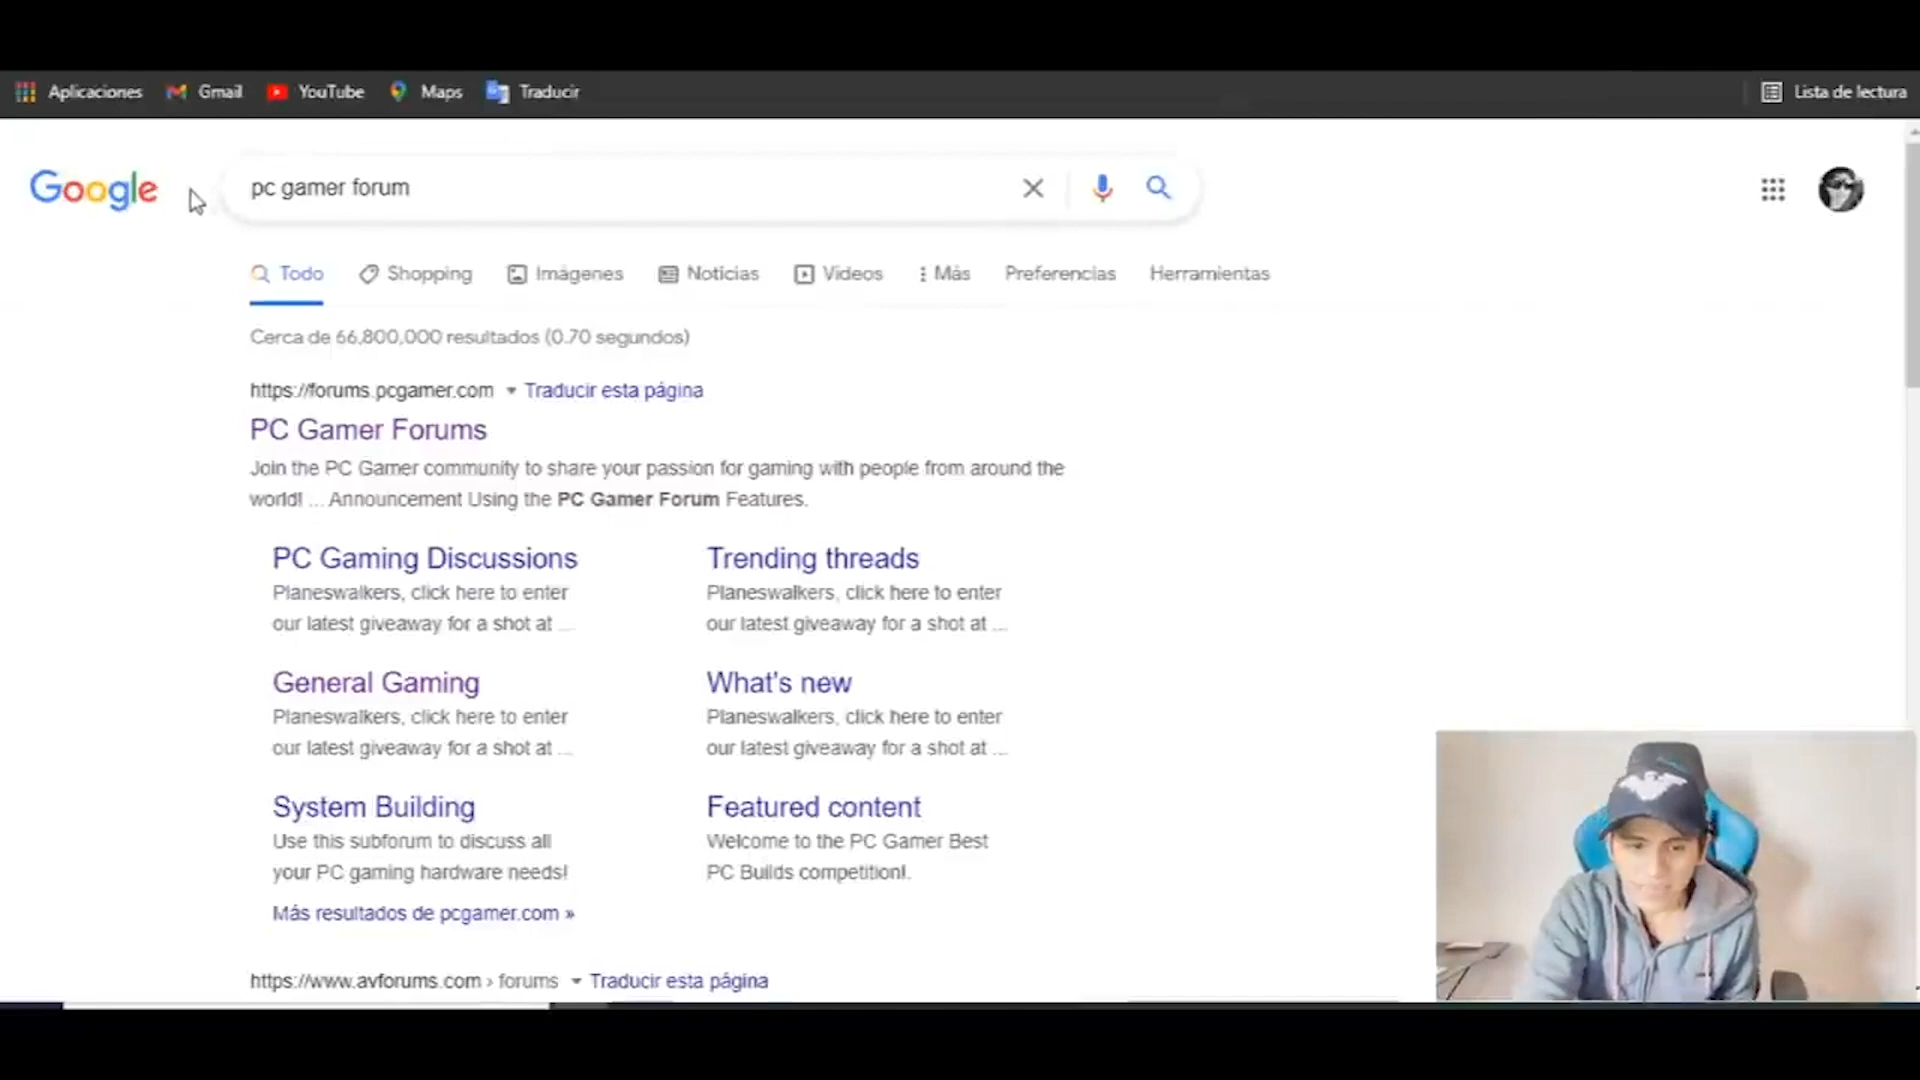 Aplicaciones Gmail YouTube Maps Traducir Lista de lectura
Google pc gamer forum
Todo Shopping Imágenes Noticias Videos Más Preferencias Herramientas
Cerca de 66,800,000 resultados (0.70 segundos)
https://forums.pcgamer.com Traducir esta página
PC Gamer Forums
Join the PC Gamer community to share your passion for gaming with people from around the
world! ... Announcement Using the PC Gamer Forum Features.
PC Gaming Discussions
Planeswalkers, click here to enter
our latest giveaway for a shot at ...
Trending threads
Planeswalkers, click here to enter
our latest giveaway for a shot at ...
General Gaming
Planeswalkers, click here to enter
our latest giveaway for a shot at ...
What's new
Planeswalkers, click here to enter
our latest giveaway for a shot at ...
System Building
Use this subforum to discuss all
your PC gaming hardware needs!
Featured content
Welcome to the PC Gamer Best
PC Builds competition!.
Más resultados de pcgamer.com »
https://www.avforums.com › forums Traducir esta página